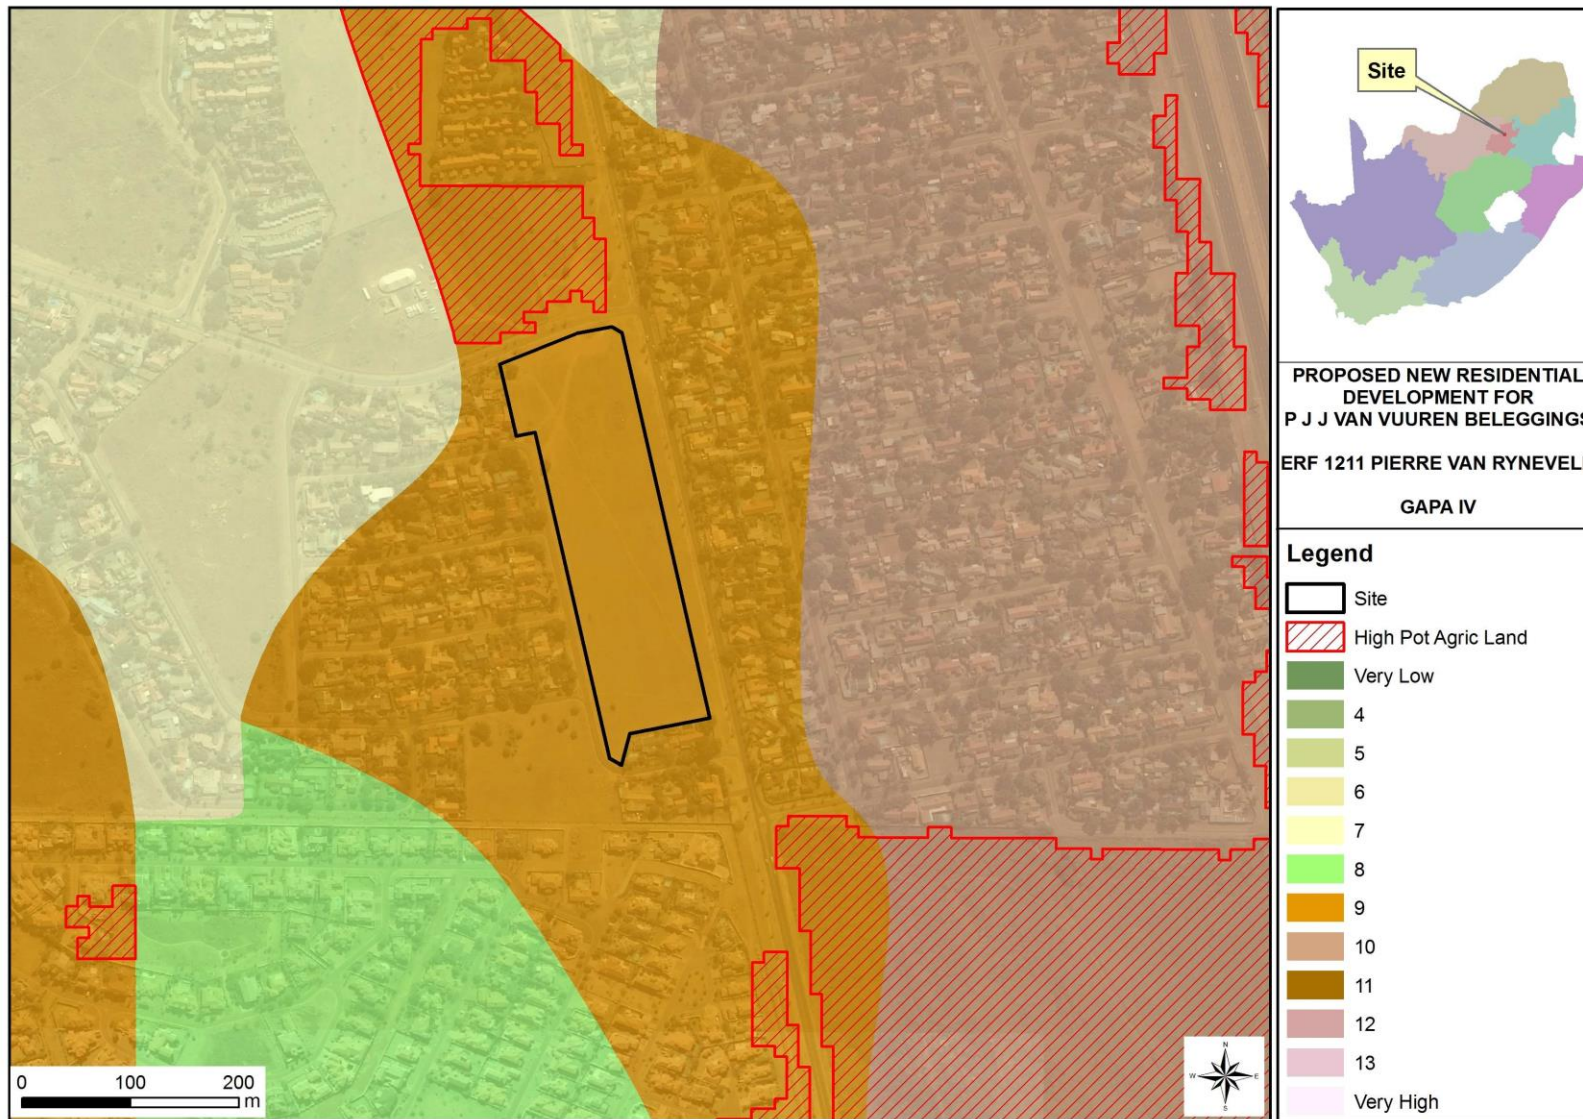 Site
PROPOSED NEW RESIDENTIAL
DEVELOPMENT FOR
P J J VAN VUUREN BELEGGINGS
ERF 1211 PIERRE VAN RYNEVEL
GAPA IV
Legend
Site
High Pot Agric Land
Very Low
4
5
6
7
8
9
10
11
12
13
Very High
0 100 200
m
N
W E
S